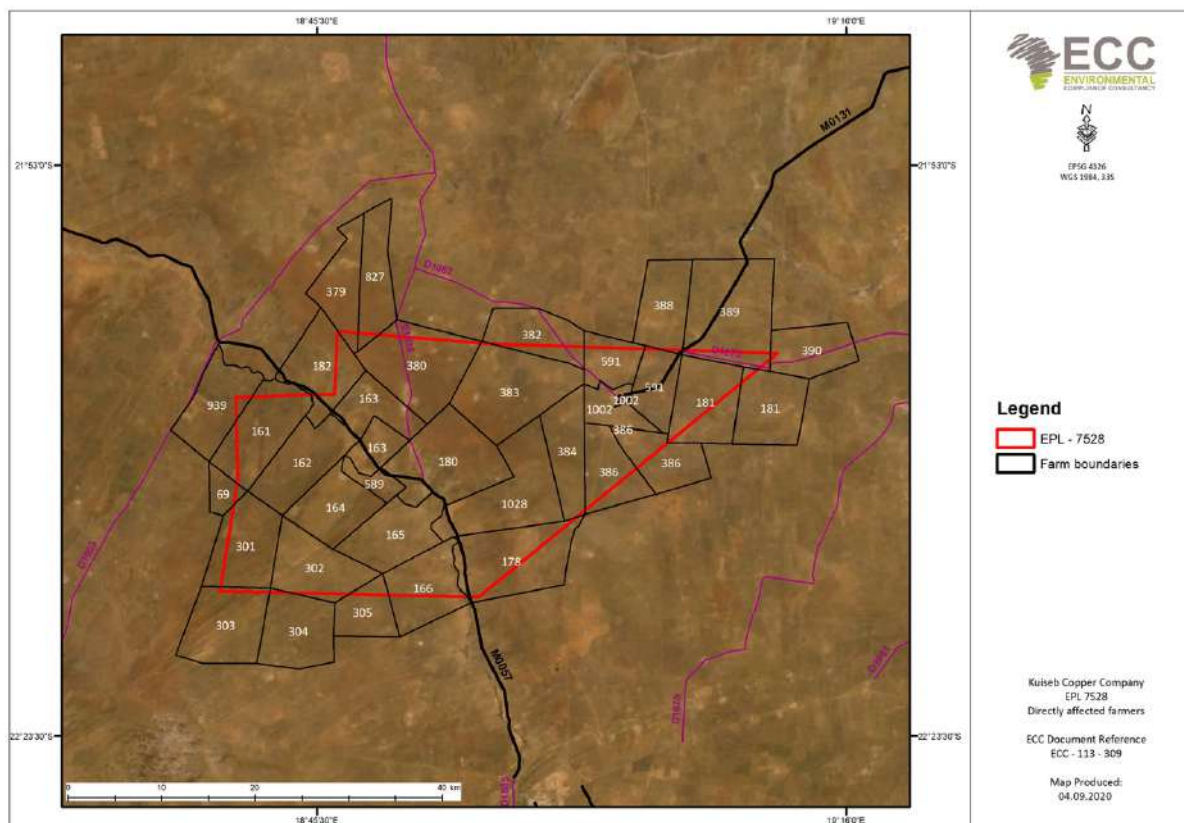 18°45'30"E
19°16'0"E
21°53'0"S
21°53'0"S
M0131
827
379
388
389
382
390
182
380
591
383
163
591
939
1002
1002
181
181
161
386
163
384
162
180
386
386
589
69
164
1028
165
301
302
178
166
305
303
304
M0057
22°23'30"S
22°23'30"S
0
10
20
30
40
km
18°45'30"E
19°16'0"E
ECC
ENVIRONMENTAL
COMPLIANCE CONSULTANCY
N
EPSG 4326
WGS 1984, 33S
Legend
EPL - 7528
Farm boundaries
Kuiseb Copper Company
EPL 7528
Directly affected farmers
ECC Document Reference
ECC - 113 - 309
Map Produced:
04.09.2020